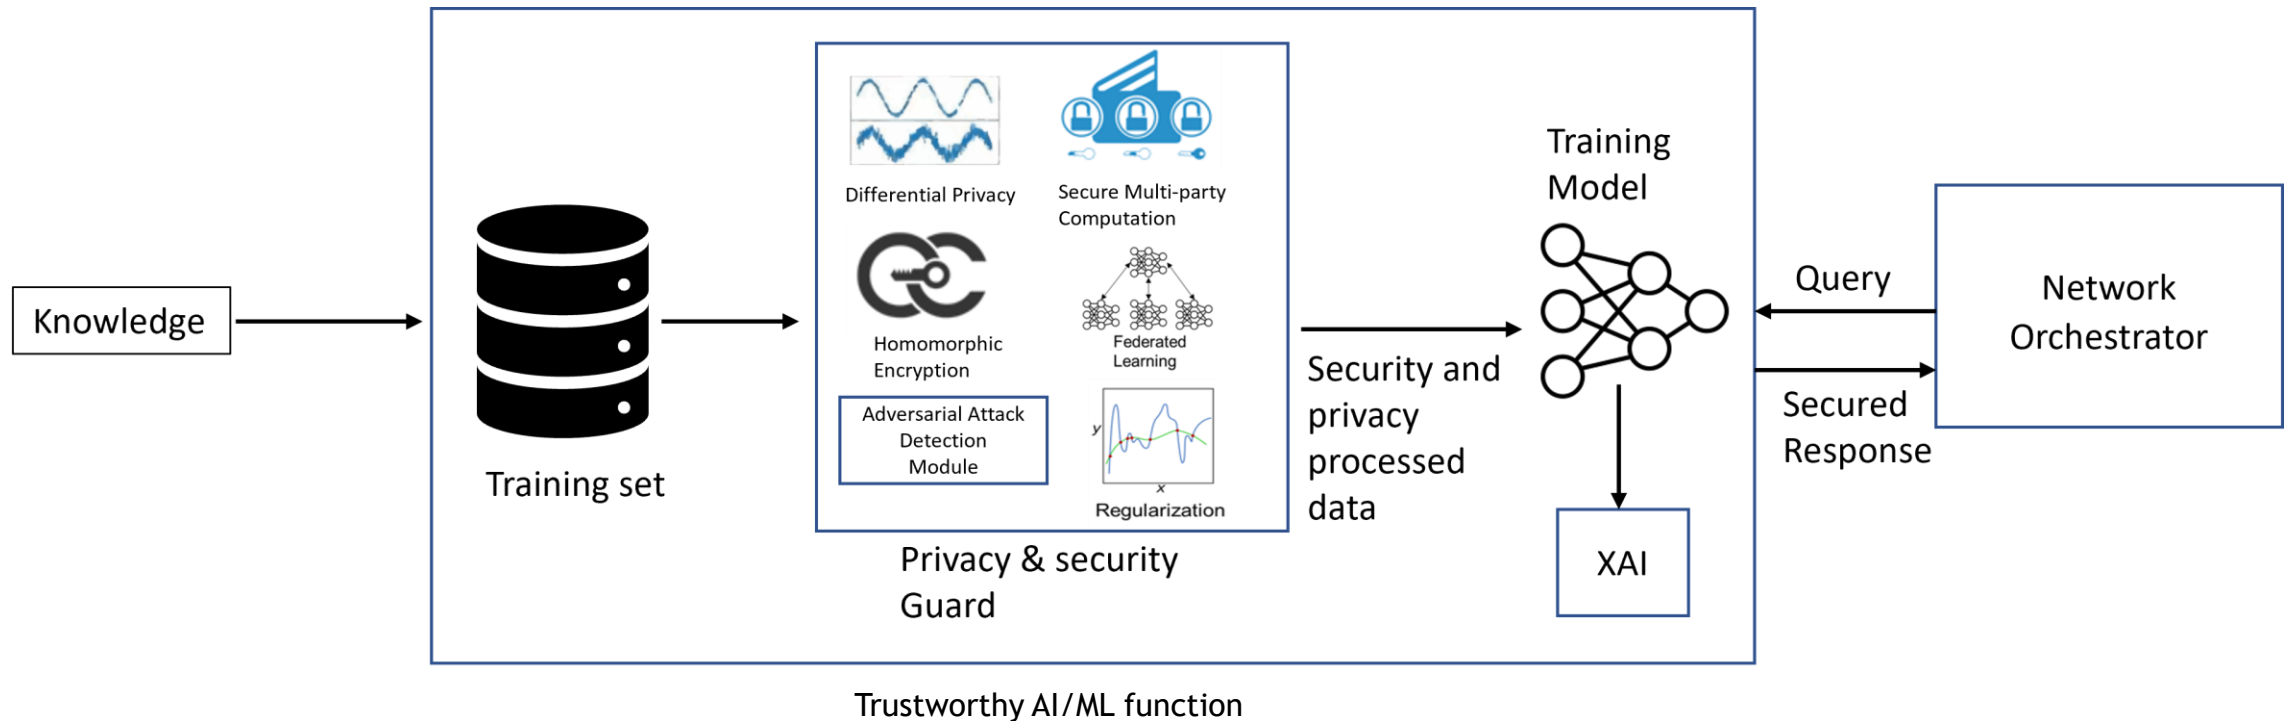 Knowledge
Training set
Differential Privacy
Secure Multi-party
Computation
Homomorphic
Encryption
Federated
Learning
Adversarial Attack
Detection
Module
y
x
Regularization
Privacy & security
Guard
Security and
privacy
processed
data
Training
Model
XAI
Query
Secured
Response
Network
Orchestrator
Trustworthy AI/ML function